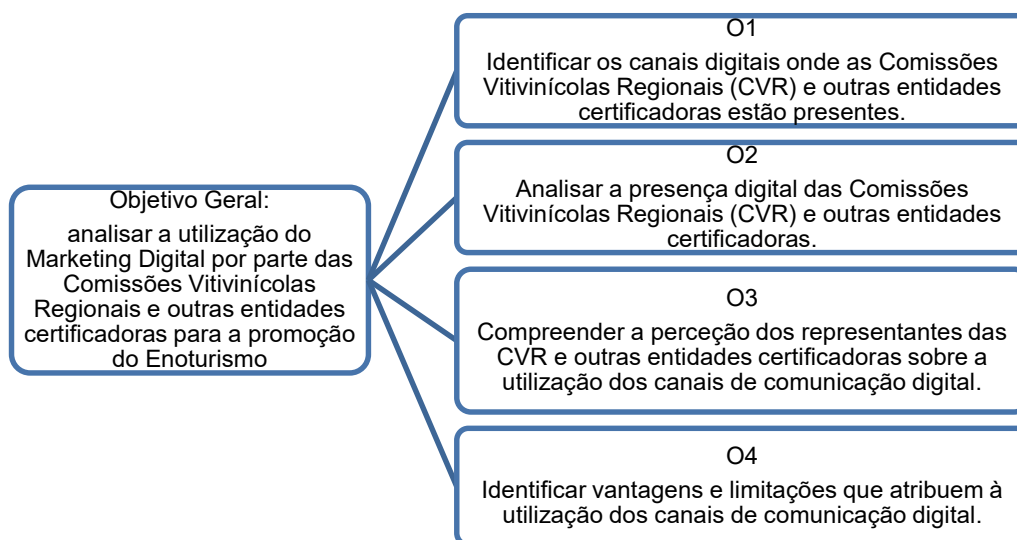 Objetivo Geral:
analisar a utilização do
Marketing Digital por parte das
Comissões Vitivinícolas
Regionais e outras entidades
certificadoras para a promoção
do Enoturismo
O1
Identificar os canais digitais onde as Comissões
Vitivinícolas Regionais (CVR) e outras entidades
certificadoras estão presentes.
O2
Analisar a presença digital das Comissões
Vitivinícolas Regionais (CVR) e outras entidades
certificadoras.
O3
Compreender a perceção dos representantes das
CVR e outras entidades certificadoras sobre a
utilização dos canais de comunicação digital.
O4
Identificar vantagens e limitações que atribuem à
utilização dos canais de comunicação digital.